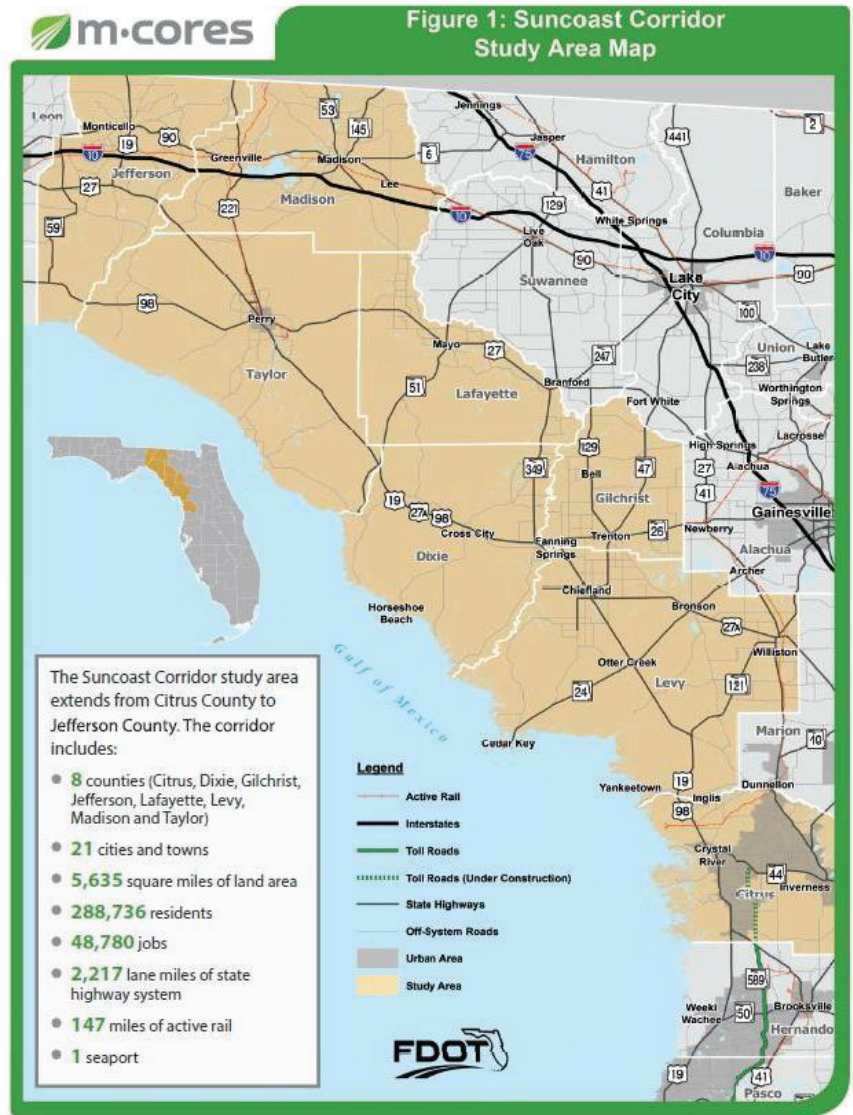 m·cores
Figure 1: Suncoast Corridor
Study Area Map
Jennings
53
145
2
Leon
Monticello
90
19
Jasper
441
10
Greenville
Madison
6
75
Hamilton
Jefferson
27
Lee
41
Baker
Madison
221
10
129
White Springs
59
Live
Oak
Columbia
10
90
90
Suwannee
Lake
City
98
100
Perry
Union
Lake
Butler
Mayo
27
247
238
Taylor
51
Branford
Worthington
Springs
Lafayette
Fort White
129
High Springs
Lacrosse
349
Bell
47
27
Alachua
41
75
Gilchrist
19
27A
98
Gainesville
Cross City
26
Newberry
Fanning
Springs
Trenton
Alachua
Dixie
Archer
Chiefland
Horseshoe
Beach
Bronson
27A
Gulf of Mexico
Otter Creek
Williston
Levy
121
24
Marion
Cedar Key
40
Yankeetown
19
Dunnellon
Inglis
98
Crystal
River
44
Citrus
Inverness
589
Weeki
Wachee
50
Brooksville
Hernando
19
41
Pasco
The Suncoast Corridor study area
extends from Citrus County to
Jefferson County. The corridor
includes:
• 8 counties (Citrus, Dixie, Gilchrist,
Jefferson, Lafayette, Levy,
Madison and Taylor)
• 21 cities and towns
• 5,635 square miles of land area
• 288,736 residents
• 48,780 jobs
• 2,217 lane miles of state
highway system
• 147 miles of active rail
• 1 seaport
Legend
Active Rail
Interstates
Toll Roads
Toll Roads (Under Construction)
State Highways
Off-System Roads
Urban Area
Study Area
FDOT